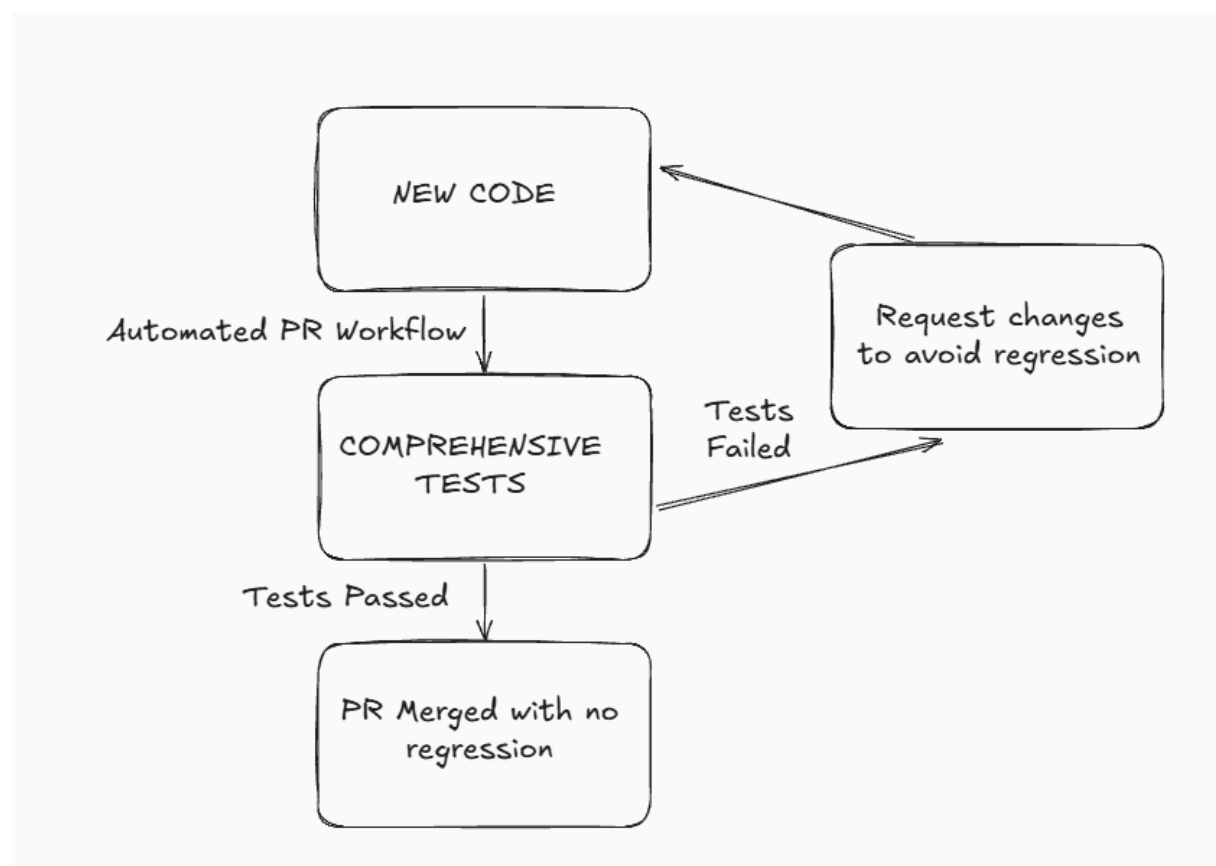 NEW CODE
Automated PR Workflow
Request changes
to avoid regression
Tests
Failed
COMPREHENSIVE
TESTS
Tests Passed
PR Merged with no
regression